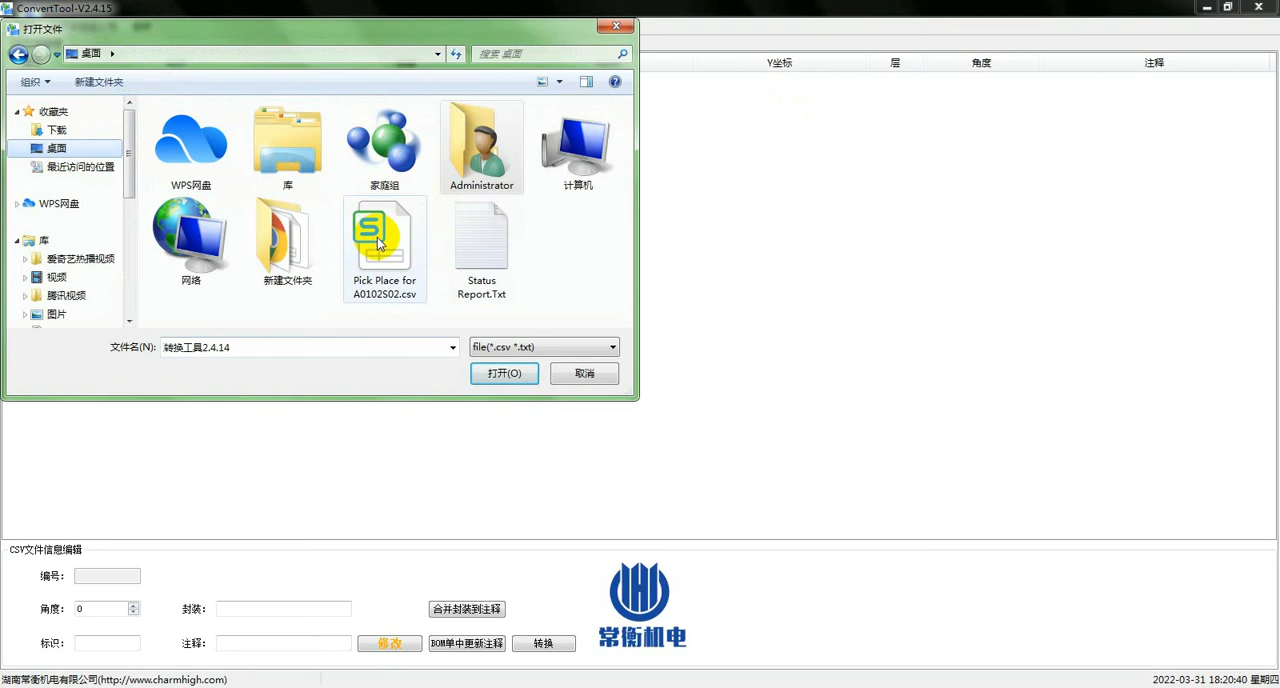 ConvertTool-V2.4.15
打开文件
桌面
搜索 桌面
组织
新建文件夹
Y坐标
层
角度
注释
收藏夹
下载
桌面
最近访问的位置
WPS网盘
库
爱奇艺热播视频
视频
腾讯视频
图片
WPS网盘
库
家庭组
Administrator
计算机
网络
新建文件夹
Pick Place for
A0102S02.csv
Status
Report.Txt
文件名(N):
转换工具2.4.14
file(*.csv *.txt)
打开(O)
取消
CSV文件信息编辑
编号:
角度:
0
封装:
合并封装到注释
标识:
注释:
修改
BOM单中更新注释
转换
常衡机电
湖南常衡机电有限公司(http://www.charmhigh.com)
2022-03-31 18:20:40 星期四